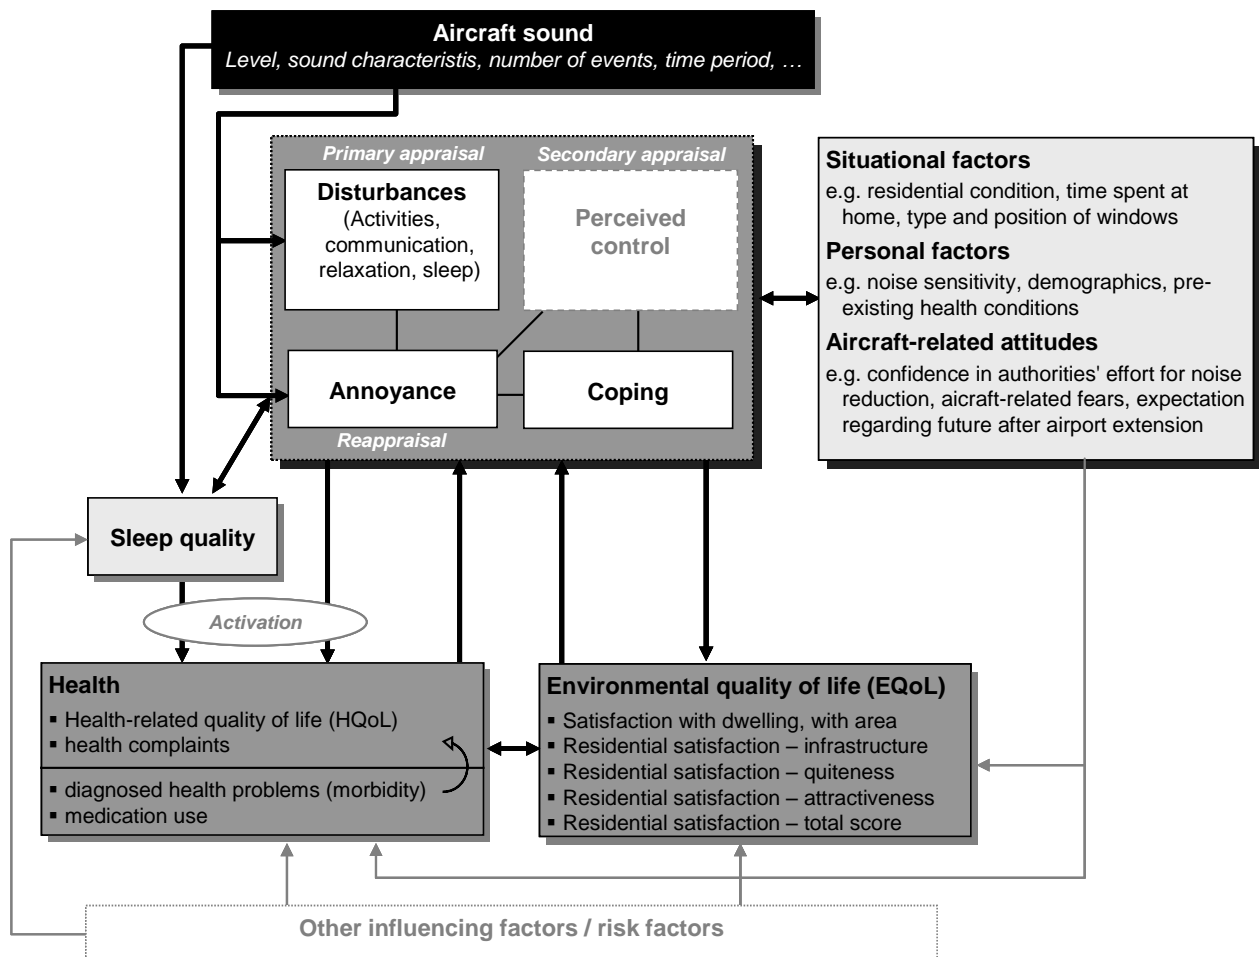 Aircraft sound
Level, sound characteristis, number of events, time period, …
Primary appraisal
Secondary appraisal
Disturbances
(Activities,
communication,
relaxation, sleep)
Perceived
control
Annoyance
Coping
Reappraisal
Situational factors
e.g. residential condition, time spent at
home, type and position of windows
Personal factors
e.g. noise sensitivity, demographics, pre-
existing health conditions
Aircraft-related attitudes
e.g. confidence in authorities' effort for noise
reduction, aicraft-related fears, expectation
regarding future after airport extension
Sleep quality
Activation
Health
▪ Health-related quality of life (HQoL)
▪ health complaints
▪ diagnosed health problems (morbidity)
▪ medication use
Environmental quality of life (EQoL)
▪ Satisfaction with dwelling, with area
▪ Residential satisfaction – infrastructure
▪ Residential satisfaction – quiteness
▪ Residential satisfaction – attractiveness
▪ Residential satisfaction – total score
Other influencing factors / risk factors